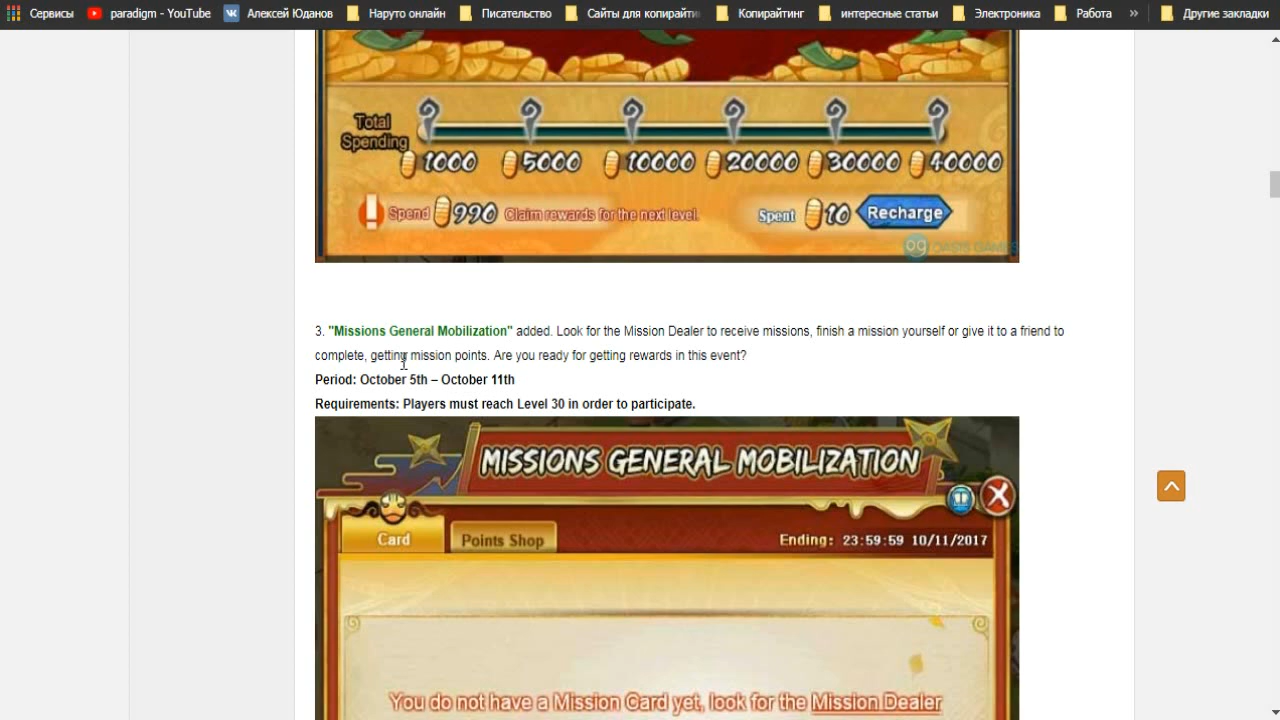 Сервисы paradigm - YouTube Алексей Юданов Наруто онлайн Писательство Сайты для копирайти Копирайтинг интересные статьи Электроника Работа » Другие закладки
Total
Spending
1000 5000 10000 20000 30000 40000
Spend 990 Claim rewards for the next level. Spent 10 Recharge
OASIS GAMES
3. "Missions General Mobilization" added. Look for the Mission Dealer to receive missions, finish a mission yourself or give it to a friend to
complete, getting mission points. Are you ready for getting rewards in this event?
Period: October 5th – October 11th
Requirements: Players must reach Level 30 in order to participate.
MISSIONS GENERAL MOBILIZATION
Card Points Shop Ending: 23:59:59 10/11/2017
You do not have a Mission Card yet, look for the Mission Dealer